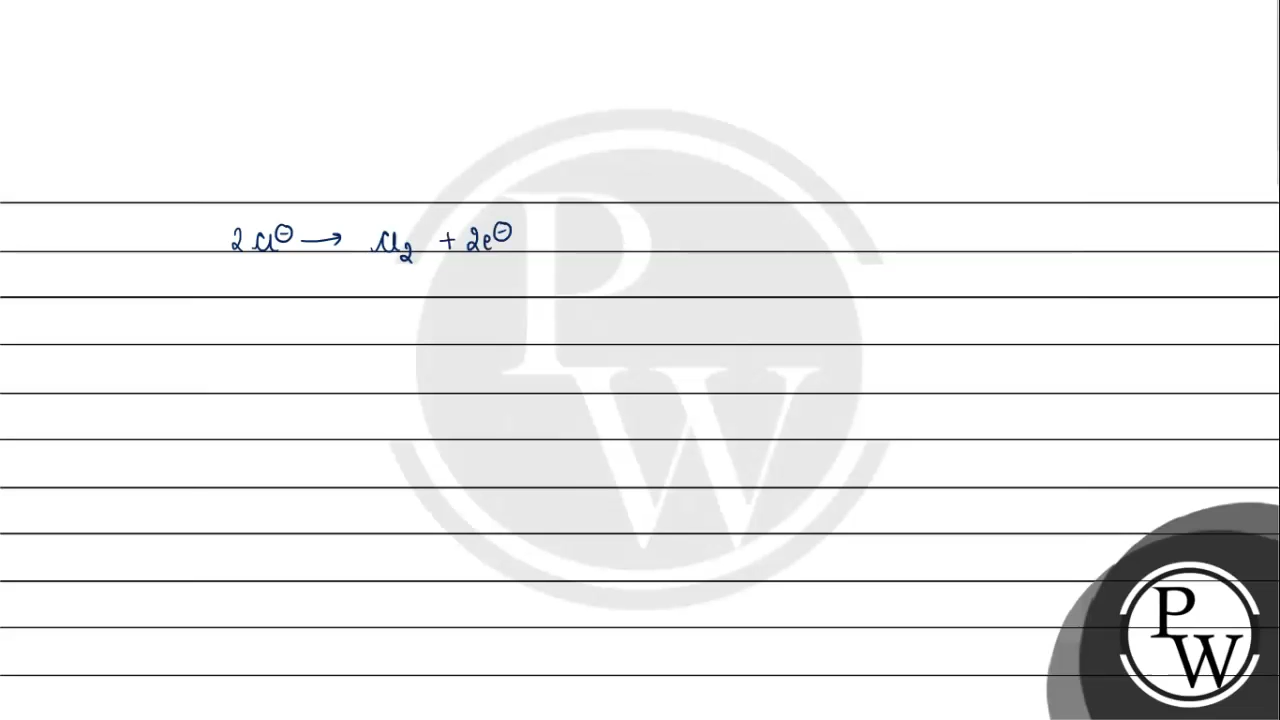 2Cl⊖ → Cl₂ + 2e⊖
P
W
P
W